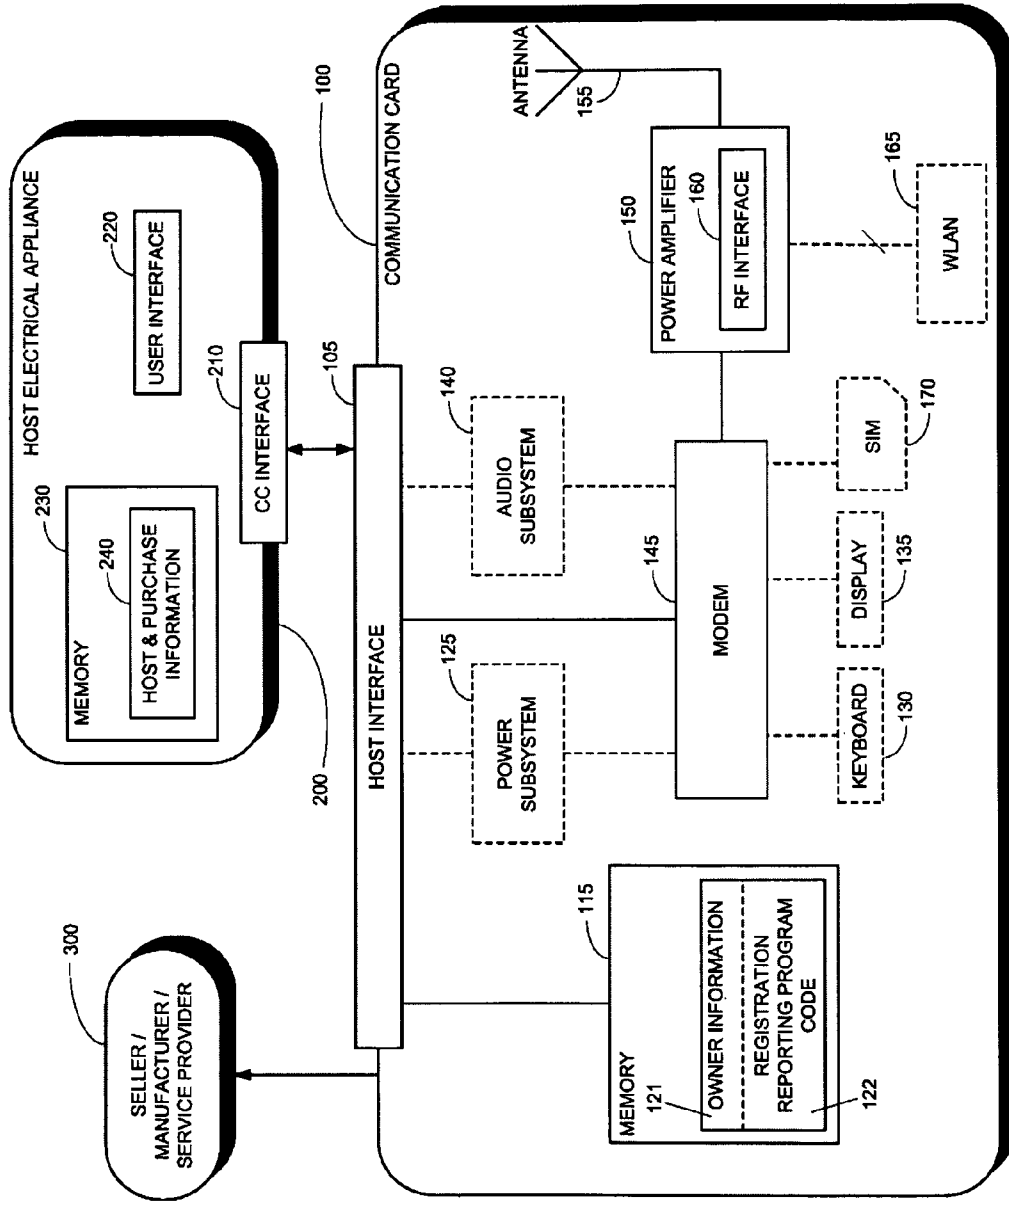 SELLER /
MANUFACTURER /
SERVICE PROVIDER
300
HOST ELECTRICAL APPLIANCE
MEMORY
230
240
HOST & PURCHASE
INFORMATION
220
USER INTERFACE
210
CC INTERFACE
200
100
COMMUNICATION CARD
105
HOST INTERFACE
115
MEMORY
121
OWNER INFORMATION
REGISTRATION
REPORTING PROGRAM
CODE
122
125
POWER
SUBSYSTEM
140
AUDIO
SUBSYSTEM
145
MODEM
KEYBOARD
130
DISPLAY
135
SIM
170
150
POWER AMPLIFIER
160
RF INTERFACE
ANTENNA
155
165
WLAN